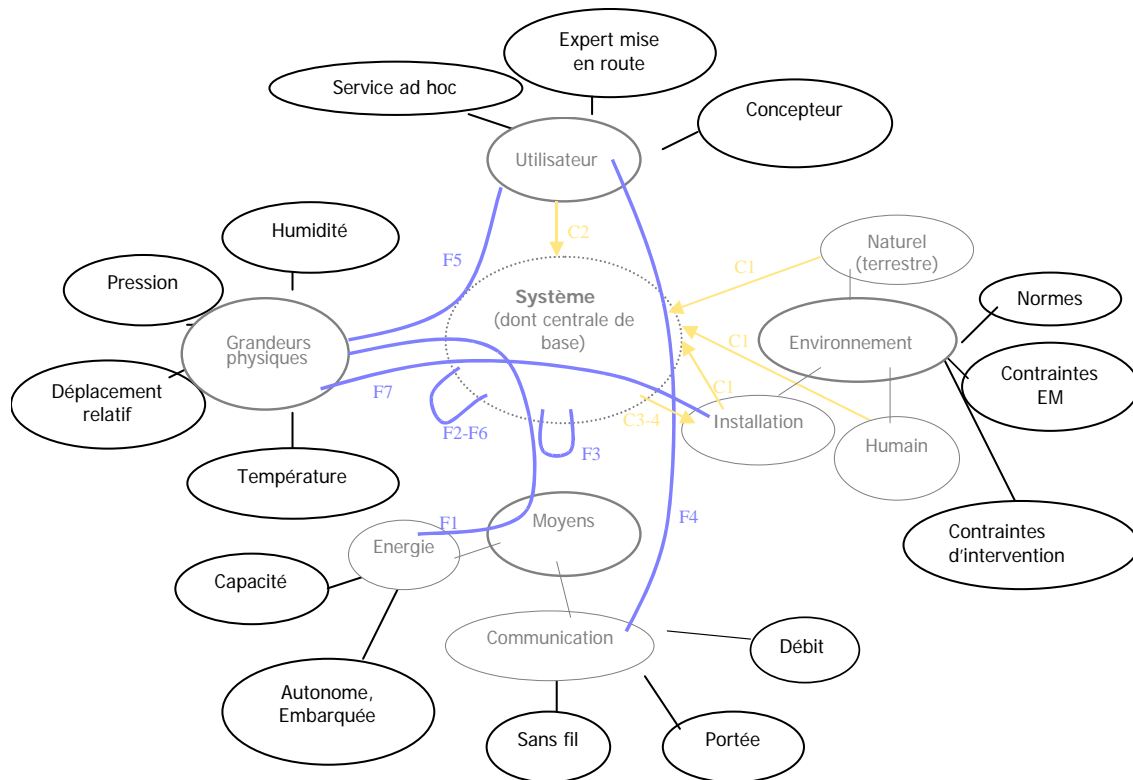 Expert mise
en route
Service ad hoc
Concepteur
Utilisateur
Humidité
C2
Naturel
(terrestre)
F5
C1
Pression
Système
(dont centrale de
base)
Normes
Grandeurs
physiques
C1
Environnement
Déplacement
relatif
F7
C1
Contraintes
EM
C3-4
Installation
F2-F6
F3
Humain
Température
F1
Moyens
F4
Energie
Contraintes
d'intervention
Capacité
Communication
Débit
Autonome,
Embarquée
Sans fil
Portée